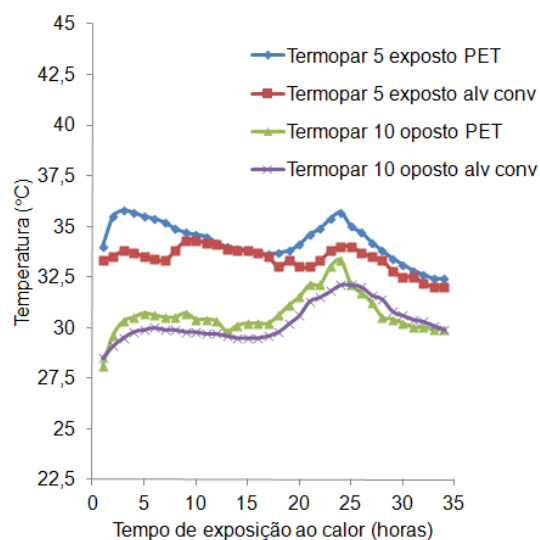 45
42,5
40
37,5
35
32,5
30
27,5
25
22,5
0 5 10 15 20 25 30 35
Temperatura (°C)
Tempo de exposição ao calor (horas)
Termopar 5 exposto PET
Termopar 5 exposto alv conv
Termopar 10 oposto PET
Termopar 10 oposto alv conv